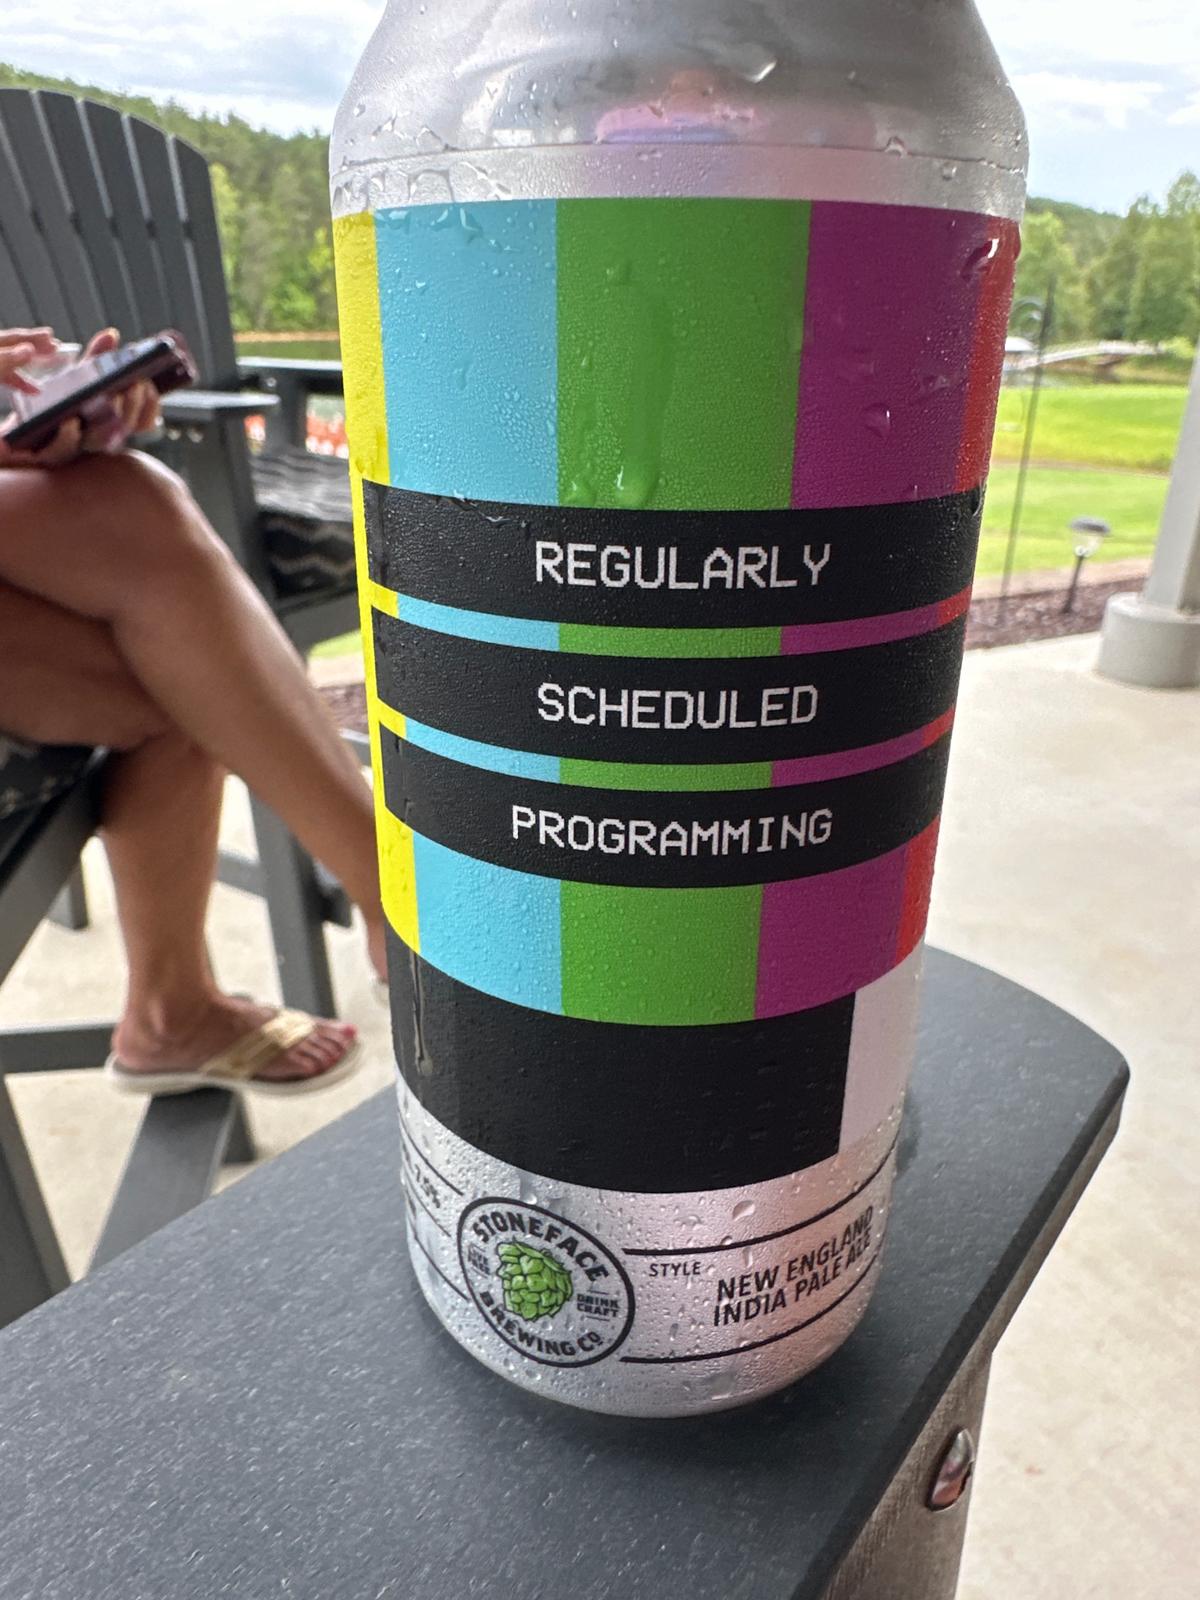 REGULARLY
SCHEDULED
PROGRAMMING
STONEFACE
DRINK
CRAFT
BREWING CO
STYLE
NEW ENGLAND
INDIA PALE ALE